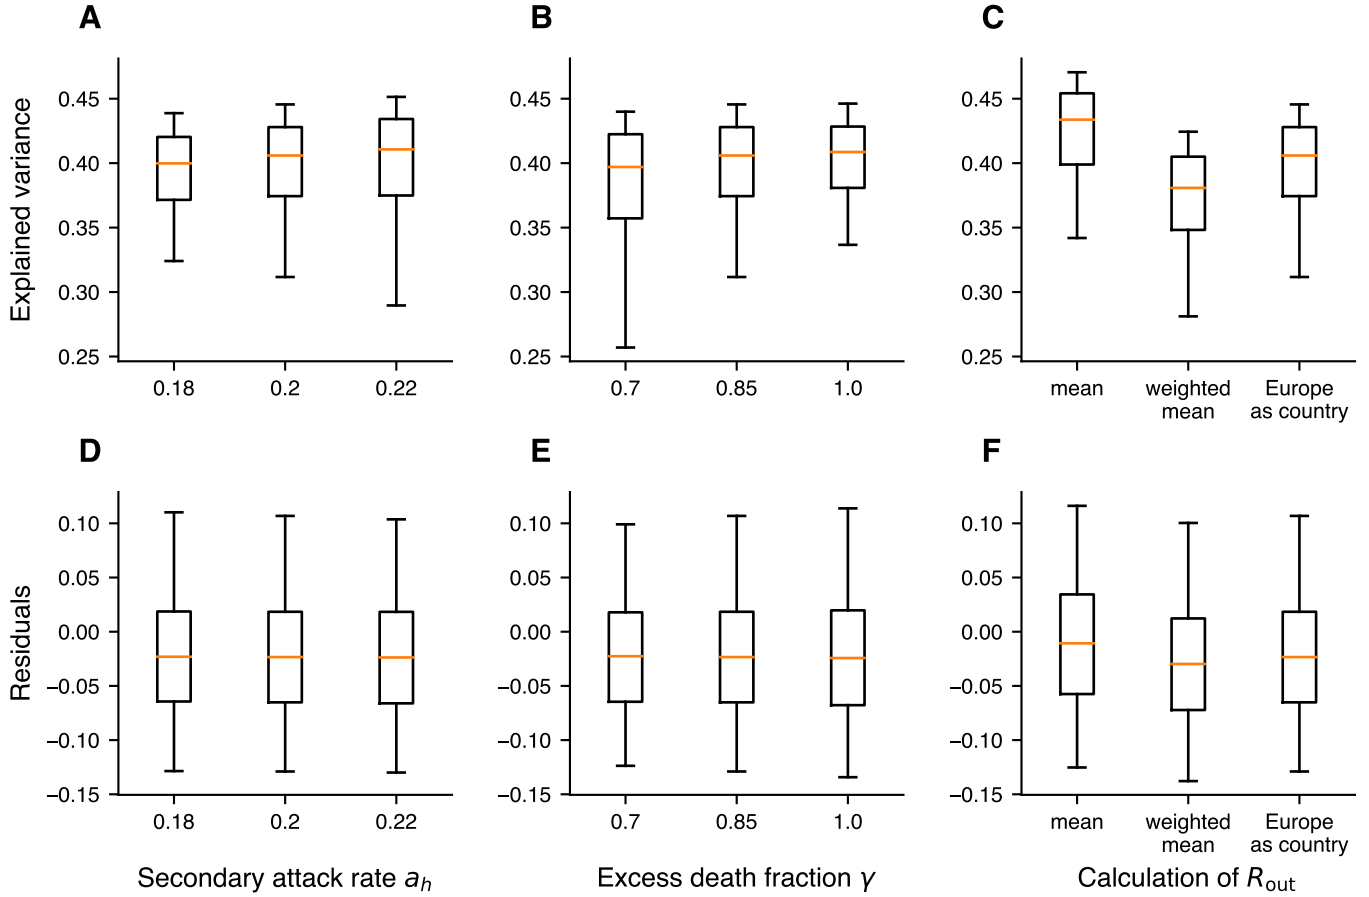 A
B
C
Explained variance
0.45
0.40
0.35
0.30
0.25
0.18
0.2
0.22
0.45
0.40
0.35
0.30
0.25
0.7
0.85
1.0
0.45
0.40
0.35
0.30
0.25
mean
weighted
mean
Europe
as country
D
E
F
Residuals
0.10
0.05
0.00
−0.05
−0.10
−0.15
0.18
0.2
0.22
Secondary attack rate a_h
0.10
0.05
0.00
−0.05
−0.10
−0.15
0.7
0.85
1.0
Excess death fraction γ
0.10
0.05
0.00
−0.05
−0.10
−0.15
mean
weighted
mean
Europe
as country
Calculation of R_out